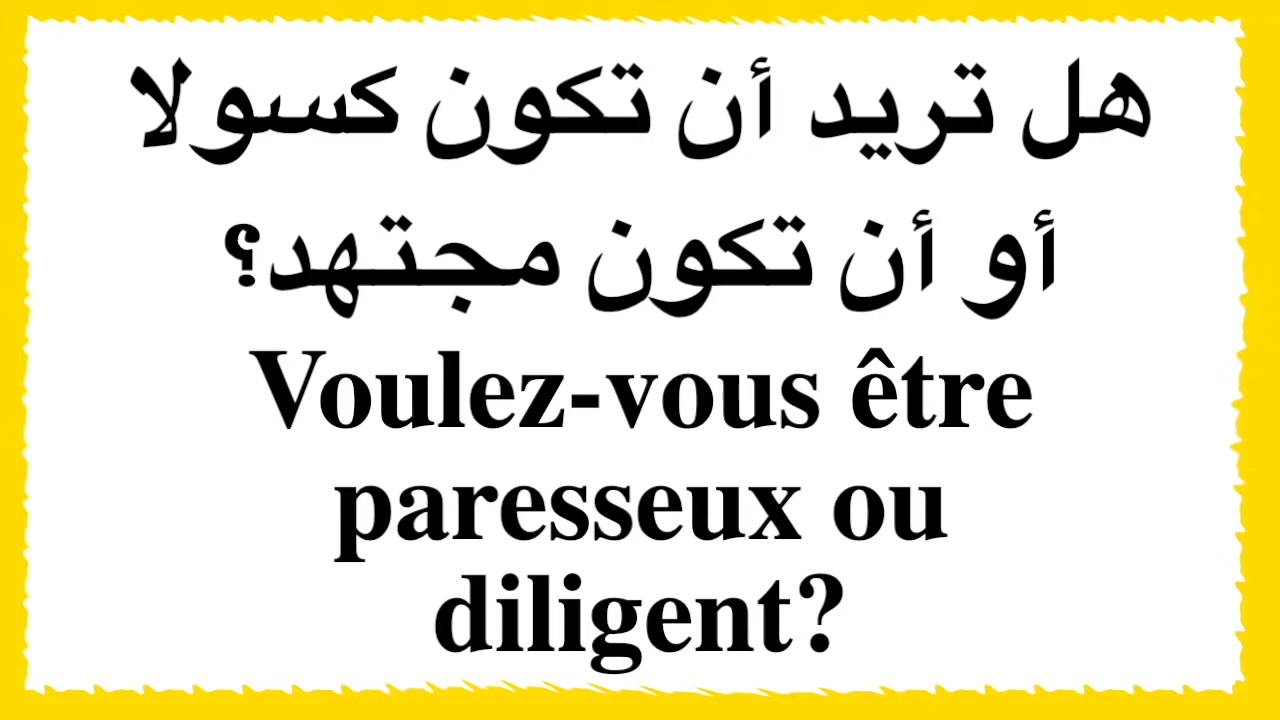 هل تريد أن تكون كسولا
أو أن تكون مجتهد؟
Voulez-vous être
paresseux ou
diligent?